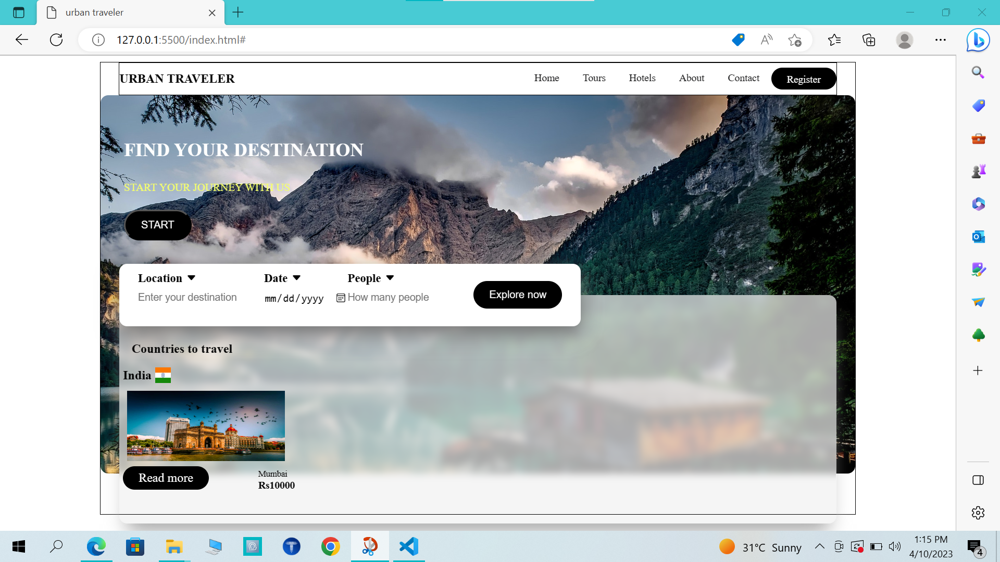 urban traveler
127.0.0.1:5500/index.html#
URBAN TRAVELER
Home Tours Hotels About Contact Register
FIND YOUR DESTINATION
START YOUR JOURNEY WITH US
START
Location Date People
Enter your destination mm/dd/yyyy How many people
Explore now
Countries to travel
India
Read more
Mumbai
Rs10000
31°C Sunny
1:15 PM
4/10/2023
4